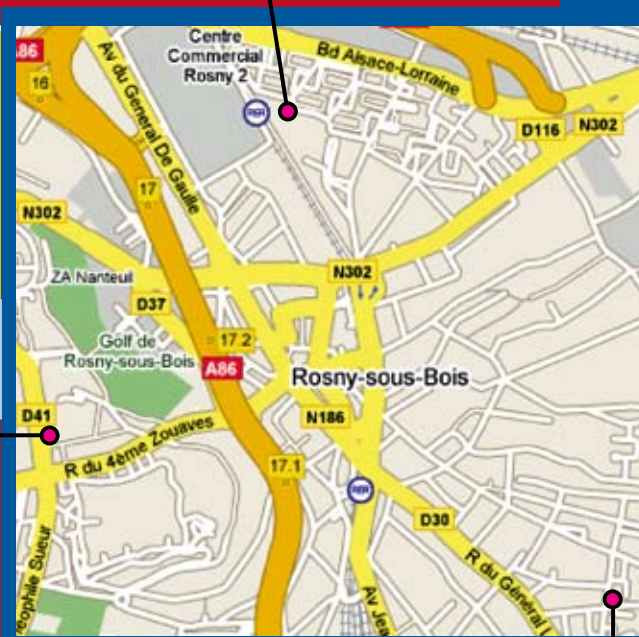 Centre
Commercial
Rosny 2
A86
16
Av du Général De Gaulle
Bd Alsace-Lorraine
RER
D116
N302
17
N302
ZA Nanteuil
N302
D37
17.2
Golf de
Rosny-sous-Bois
A86
Rosny-sous-Bois
D41
N186
R du 4ème Zouaves
17.1
RER
D30
R du Général
Av Jea
éophile Sueur